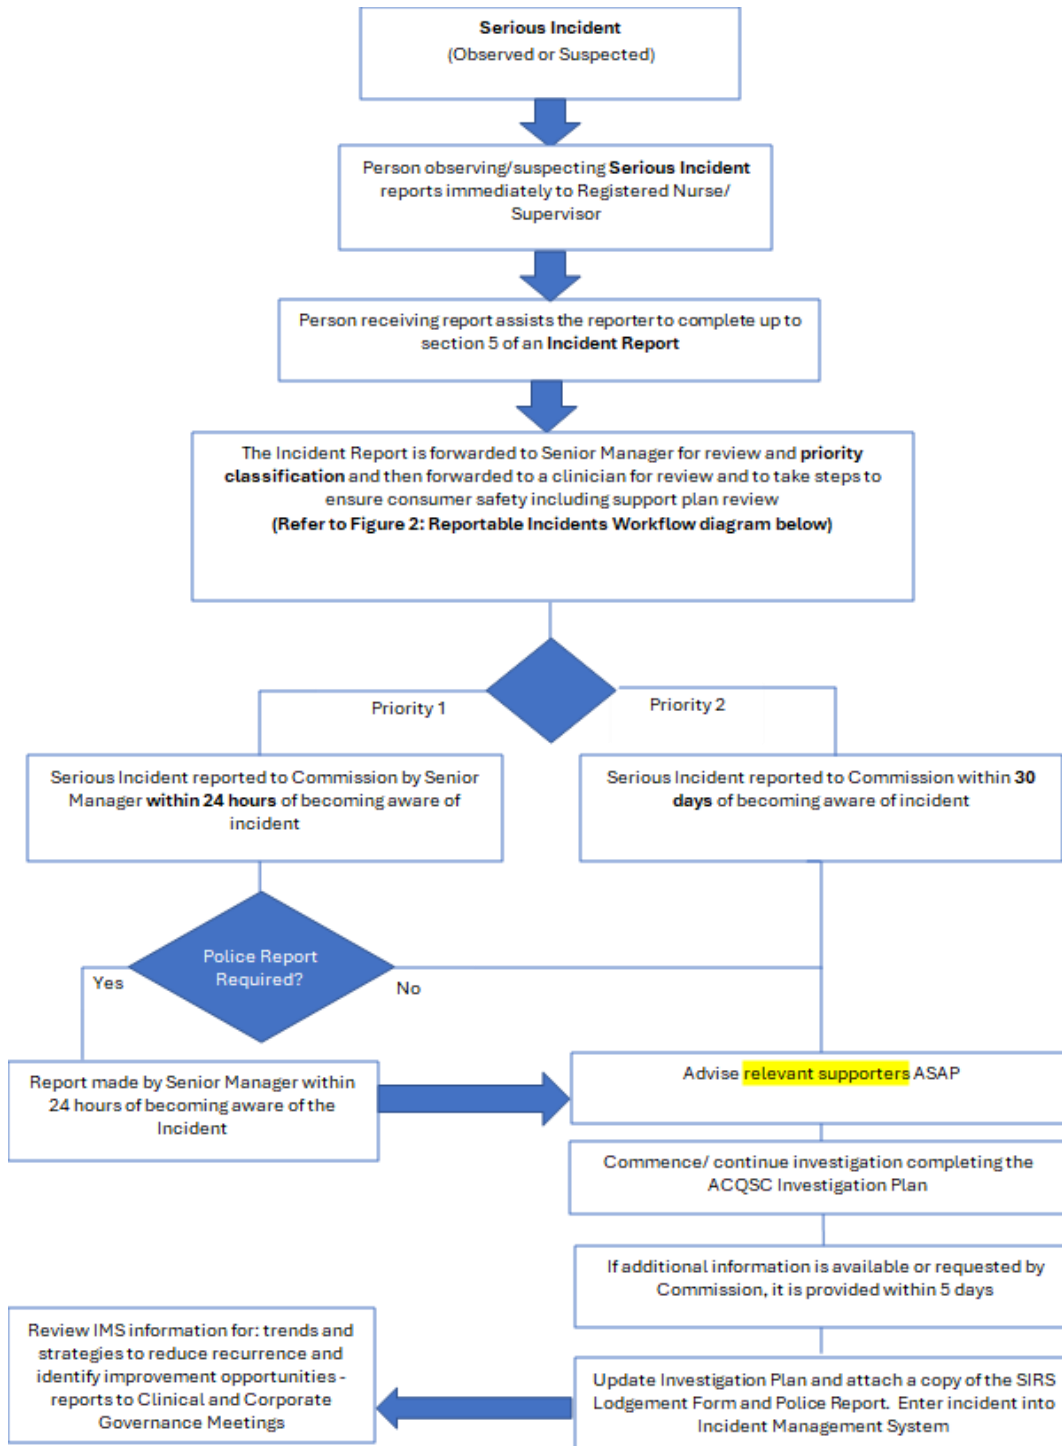 Serious Incident
(Observed or Suspected)
Person observing/suspecting Serious Incident
reports immediately to Registered Nurse/
Supervisor
Person receiving report assists the reporter to complete up to
section 5 of an Incident Report
The Incident Report is forwarded to Senior Manager for review and priority
classification and then forwarded to a clinician for review and to take steps to
ensure consumer safety including support plan review
(Refer to Figure 2: Reportable Incidents Workflow diagram below)
Priority 1
Priority 2
Serious Incident reported to Commission by Senior
Manager within 24 hours of becoming aware of
incident
Serious Incident reported to Commission within 30
days of becoming aware of incident
Police Report
Required?
Yes
No
Report made by Senior Manager within
24 hours of becoming aware of the
Incident
Advise relevant supporters ASAP
Commence/ continue investigation completing the
ACQSC Investigation Plan
If additional information is available or requested by
Commission, it is provided within 5 days
Update Investigation Plan and attach a copy of the SIRS
Lodgement Form and Police Report.  Enter incident into
Incident Management System
Review IMS information for: trends and
strategies to reduce recurrence and
identify improvement opportunities -
reports to Clinical and Corporate
Governance Meetings